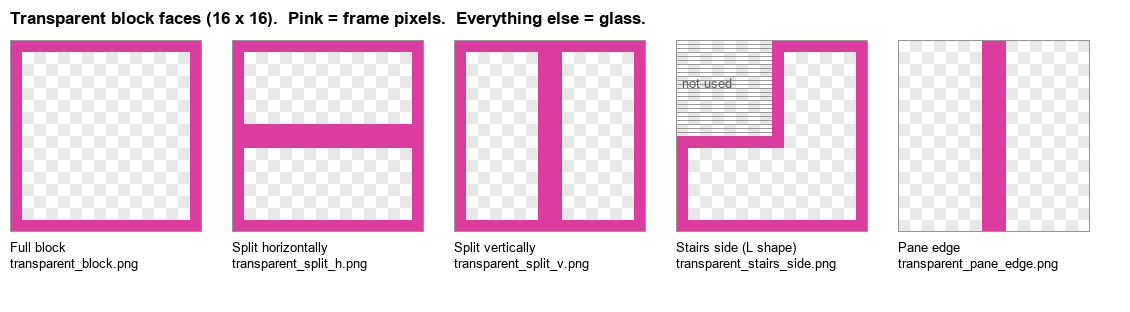 Transparent block faces (16 x 16).  Pink = frame pixels.  Everything else = glass.
not used
Full block
transparent_block.png
Split horizontally
transparent_split_h.png
Split vertically
transparent_split_v.png
Stairs side (L shape)
transparent_stairs_side.png
Pane edge
transparent_pane_edge.png